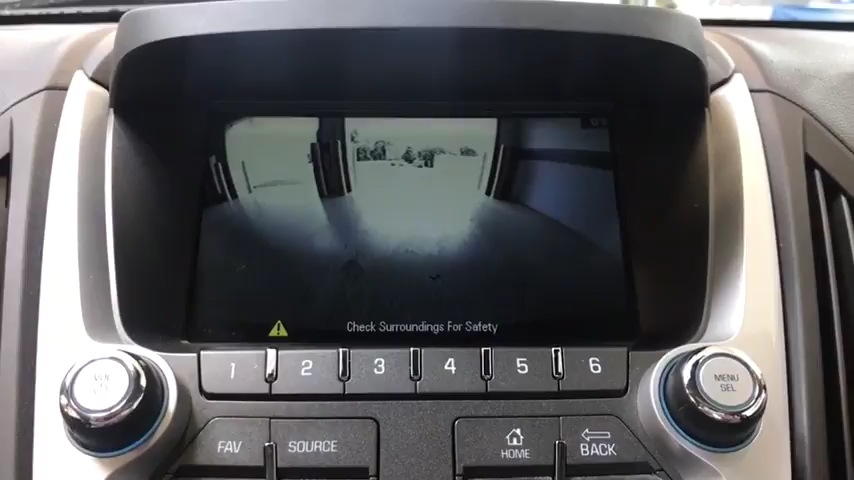 Check Surroundings For Safety
1 2 3 4 5 6
MENU
SEL
FAV SOURCE HOME BACK